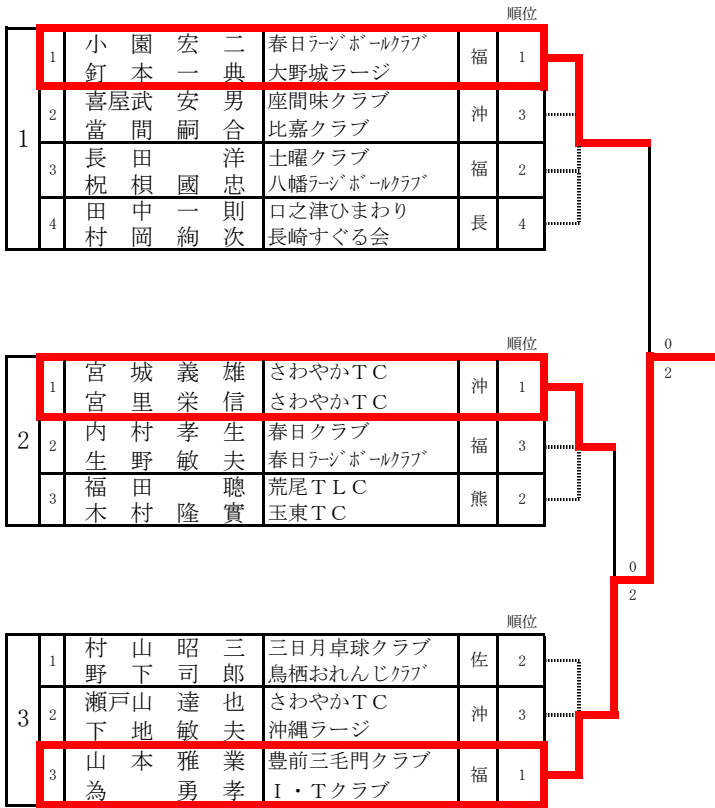 順位
1 1 小園宏二 春日ﾗｰｼﾞﾎﾞｰﾙｸﾗﾌﾞ 福 1
釘本一典 大野城ラージ
2 喜屋武安男 座間味クラブ 沖 3
當間嗣合 比嘉クラブ
3 長田洋 土曜クラブ 福 2
柷椇國忠 八幡ﾗｰｼﾞﾎﾞｰﾙｸﾗﾌﾞ
4 田中一則 口之津ひまわり 長 4
村岡絢次 長崎すぐる会
順位
2 1 宮城義雄 さわやかＴＣ 沖 1
宮里栄信 さわやかＴＣ
2 内村孝生 春日クラブ 福 3
生野敏夫 春日ﾗｰｼﾞﾎﾞｰﾙｸﾗﾌﾞ
3 福田聰 荒尾ＴＬＣ 熊 2
木村隆實 玉東ＴＣ
0
2
0
2
順位
3 1 村山昭三 三日月卓球クラブ 佐 2
野下司郎 鳥栖おれんじｸﾗﾌﾞ
2 瀬戸山達也 さわやかＴＣ 沖 3
下地敏夫 沖縄ラージ
3 山本雅業 豊前三毛門クラブ 福 1
為勇孝 Ｉ・Ｔクラブ